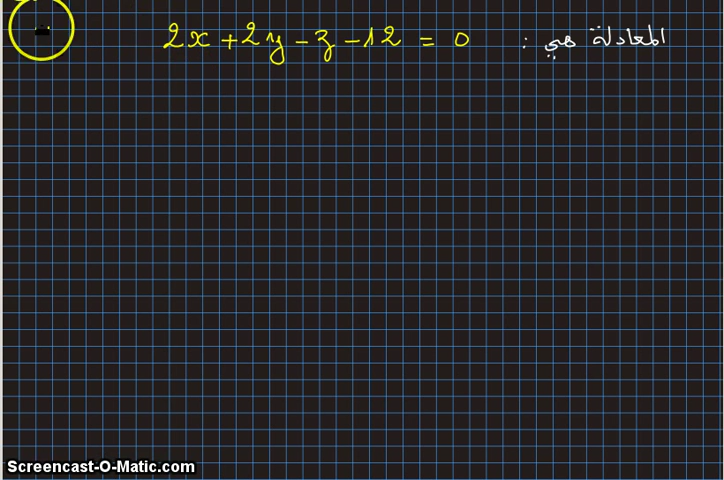 المعادلة هي : 2x + 2y - z - 12 = 0
Screencast-O-Matic.com